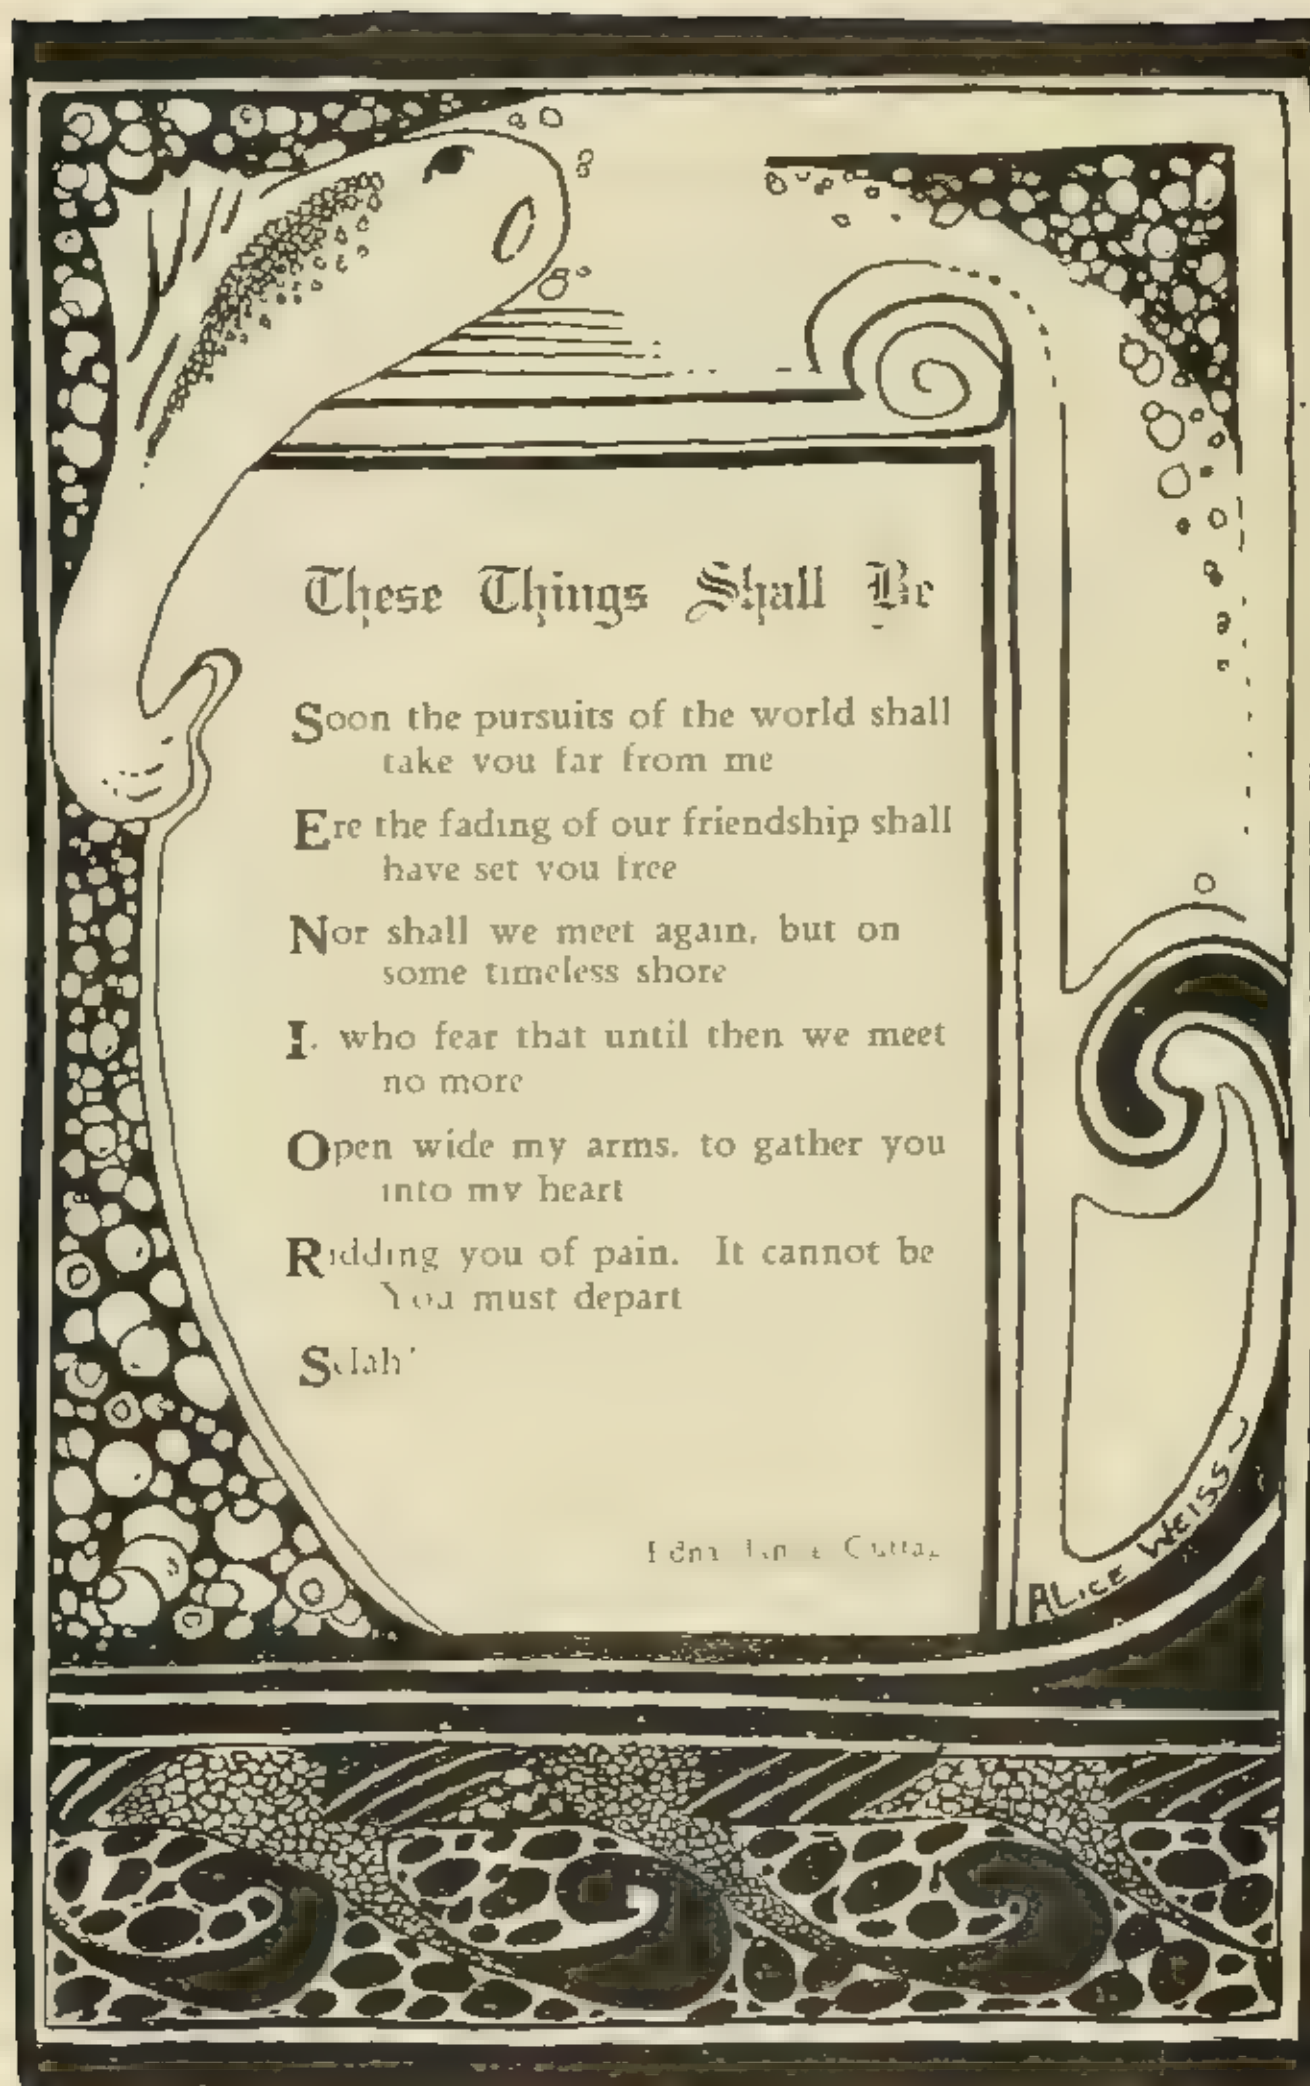 These Things Shall Be
Soon the pursuits of the world shall
take you far from me
Ere the fading of our friendship shall
have set you free
Nor shall we meet again, but on
some timeless shore
I, who fear that until then we meet
no more
Open wide my arms, to gather you
into my heart
Ridding you of pain. It cannot be
You must depart
Selah'
Edna
ALICE WEISS